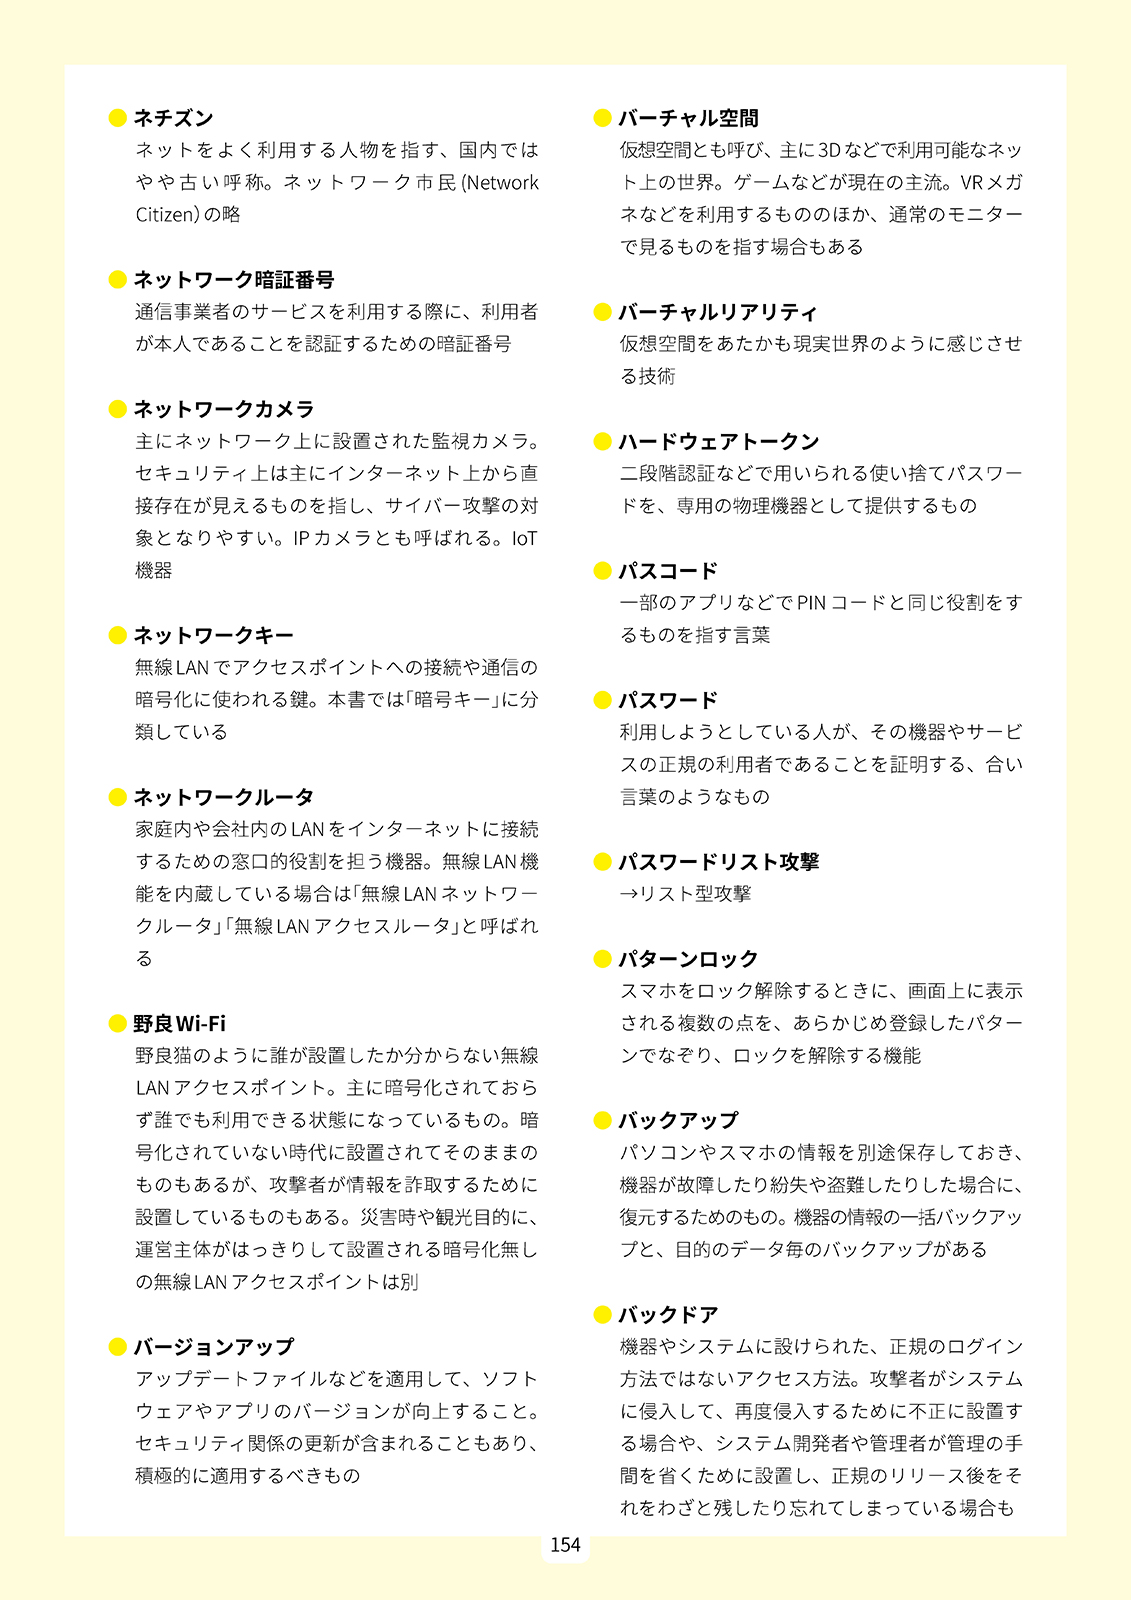 ネチズン
ネットをよく利用する人物を指す、国内では
やや古い呼称。ネットワーク市民(Network
Citizen)の略
ネットワーク暗証番号
通信事業者のサービスを利用する際に、利用者
が本人であることを認証するための暗証番号
ネットワークカメラ
主にネットワーク上に設置された監視カメラ。
セキュリティ上は主にインターネット上から直
接存在が見えるものを指し、サイバー攻撃の対
象となりやすい。IPカメラとも呼ばれる。IoT
機器
ネットワークキー
無線LANでアクセスポイントへの接続や通信の
暗号化に使われる鍵。本書では「暗号キー」に分
類している
ネットワークルータ
家庭内や会社内のLANをインターネットに接続
するための窓口的役割を担う機器。無線LAN機
能を内蔵している場合は「無線LANネットワー
クルータ」「無線LANアクセスルータ」と呼ばれ
る
野良Wi-Fi
野良猫のように誰が設置したか分からない無線
LANアクセスポイント。主に暗号化されておら
ず誰でも利用できる状態になっているもの。暗
号化されていない時代に設置されてそのままの
ものもあるが、攻撃者が情報を詐取するために
設置しているものもある。災害時や観光目的に、
運営主体がはっきりして設置される暗号化無し
の無線LANアクセスポイントは別
バージョンアップ
アップデートファイルなどを適用して、ソフト
ウェアやアプリのバージョンが向上すること。
セキュリティ関係の更新が含まれることもあり、
積極的に適用するべきもの
バーチャル空間
仮想空間とも呼び、主に3Dなどで利用可能なネッ
ト上の世界。ゲームなどが現在の主流。VRメガ
ネなどを利用するもののほか、通常のモニター
で見るものを指す場合もある
バーチャルリアリティ
仮想空間をあたかも現実世界のように感じさせ
る技術
ハードウェアトークン
二段階認証などで用いられる使い捨てパスワー
ドを、専用の物理機器として提供するもの
パスコード
一部のアプリなどでPINコードと同じ役割をす
るものを指す言葉
パスワード
利用しようとしている人が、その機器やサービ
スの正規の利用者であることを証明する、合い
言葉のようなもの
パスワードリスト攻撃
→リスト型攻撃
パターンロック
スマホをロック解除するときに、画面上に表示
される複数の点を、あらかじめ登録したパター
ンでなぞり、ロックを解除する機能
バックアップ
パソコンやスマホの情報を別途保存しておき、
機器が故障したり紛失や盗難したりした場合に、
復元するためのもの。機器の情報の一括バックアッ
プと、目的のデータ毎のバックアップがある
バックドア
機器やシステムに設けられた、正規のログイン
方法ではないアクセス方法。攻撃者がシステム
に侵入して、再度侵入するために不正に設置す
る場合や、システム開発者や管理者が管理の手
間を省くために設置し、正規のリリース後をそ
れをわざと残したり忘れてしまっている場合も
154